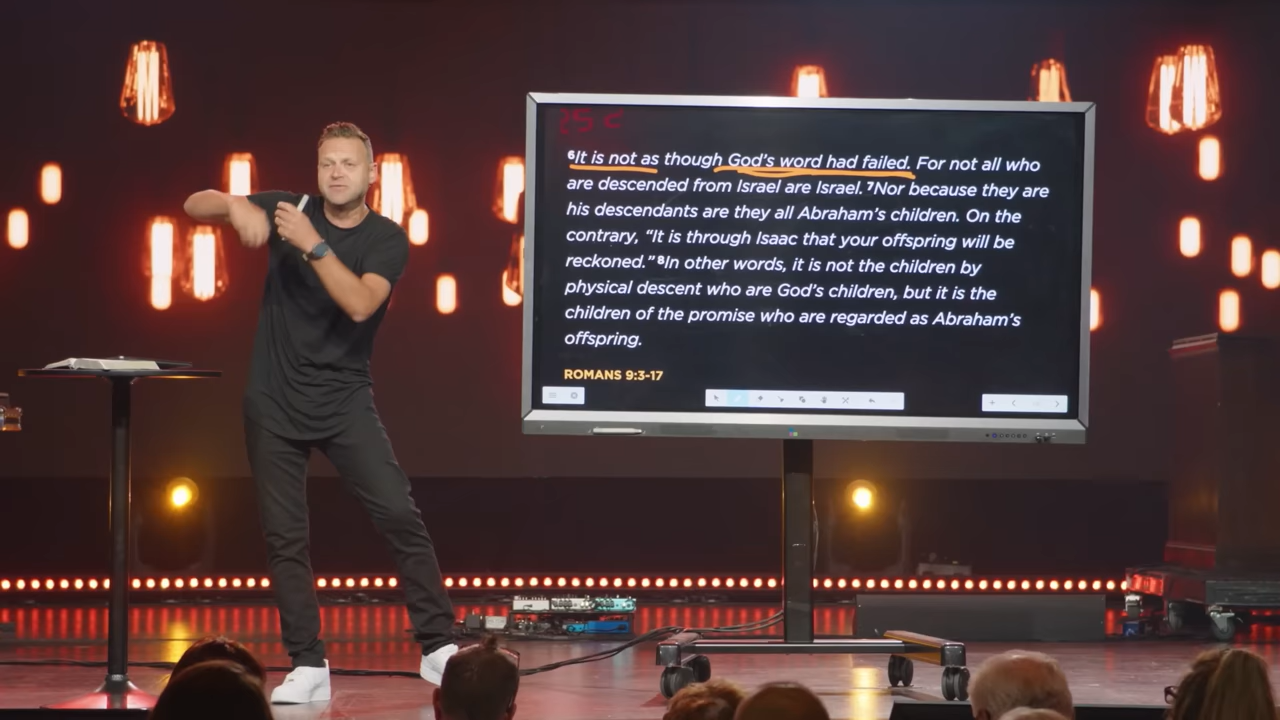 25 c
⁶It is not as though God's word had failed. For not all who
are descended from Israel are Israel. ⁷Nor because they are
his descendants are they all Abraham's children. On the
contrary, “It is through Isaac that your offspring will be
reckoned.” ⁸In other words, it is not the children by
physical descent who are God's children, but it is the
children of the promise who are regarded as Abraham's
offspring.
ROMANS 9:3-17